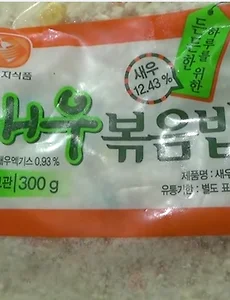 하루를 위한
든든한
지식품
새우
12.43 %
새우 볶음밥
새우엑기스 0.93 %
300 g
제품명 : 새우
유통기한 : 별도 표